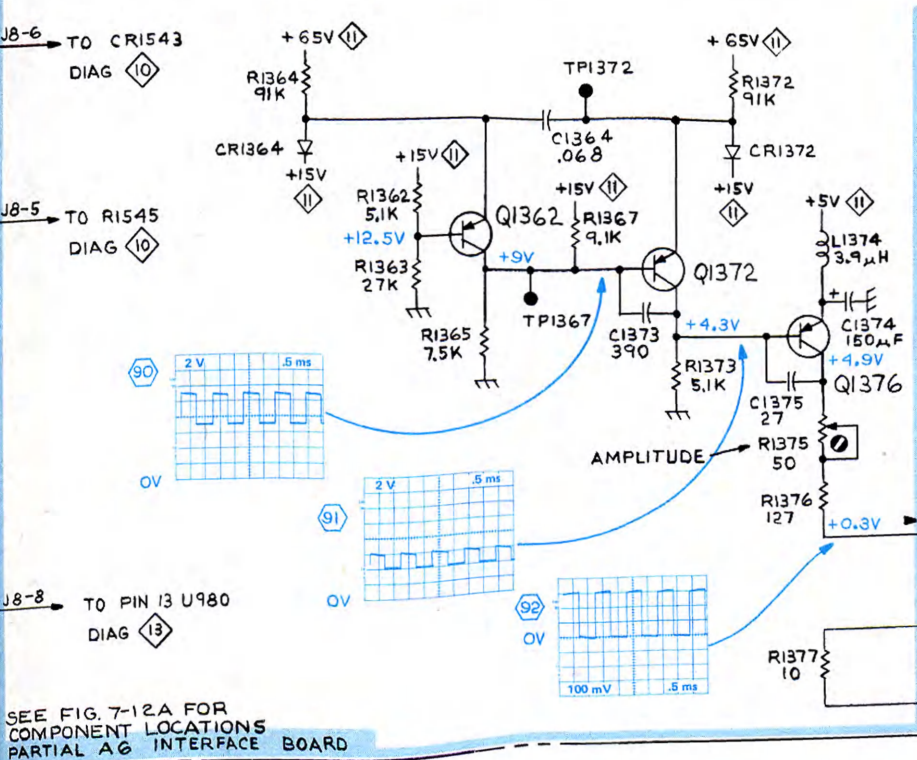 J8-6 TO CR1543
DIAG 10
+65V 11
R1364
91K
CR1364
+15V
11
TP1372
C1364
.068
+65V 11
R1372
91K
CR1372
+15V
11
J8-5 TO R1545
DIAG 10
+15V 11
R1362
5.1K
+12.5V
R1363
27K
Q1362
+9V
+15V 11
R1367
9.1K
Q1372
TP1367
R1365
7.5K
C1373
390
+4.3V
R1373
5.1K
+5V 11
L1374
3.9μH
+
C1374
150μF
+4.9V
Q1376
C1375
27
AMPLITUDE
R1375
50
R1376
127
+0.3V
90
2 V .5 ms
0V
91
2 V .5 ms
0V
92
0V
100 mV .5 ms
J8-8 TO PIN 13 U980
DIAG 13
R1377
10
SEE FIG. 7-12A FOR
COMPONENT LOCATIONS
PARTIAL A6 INTERFACE BOARD